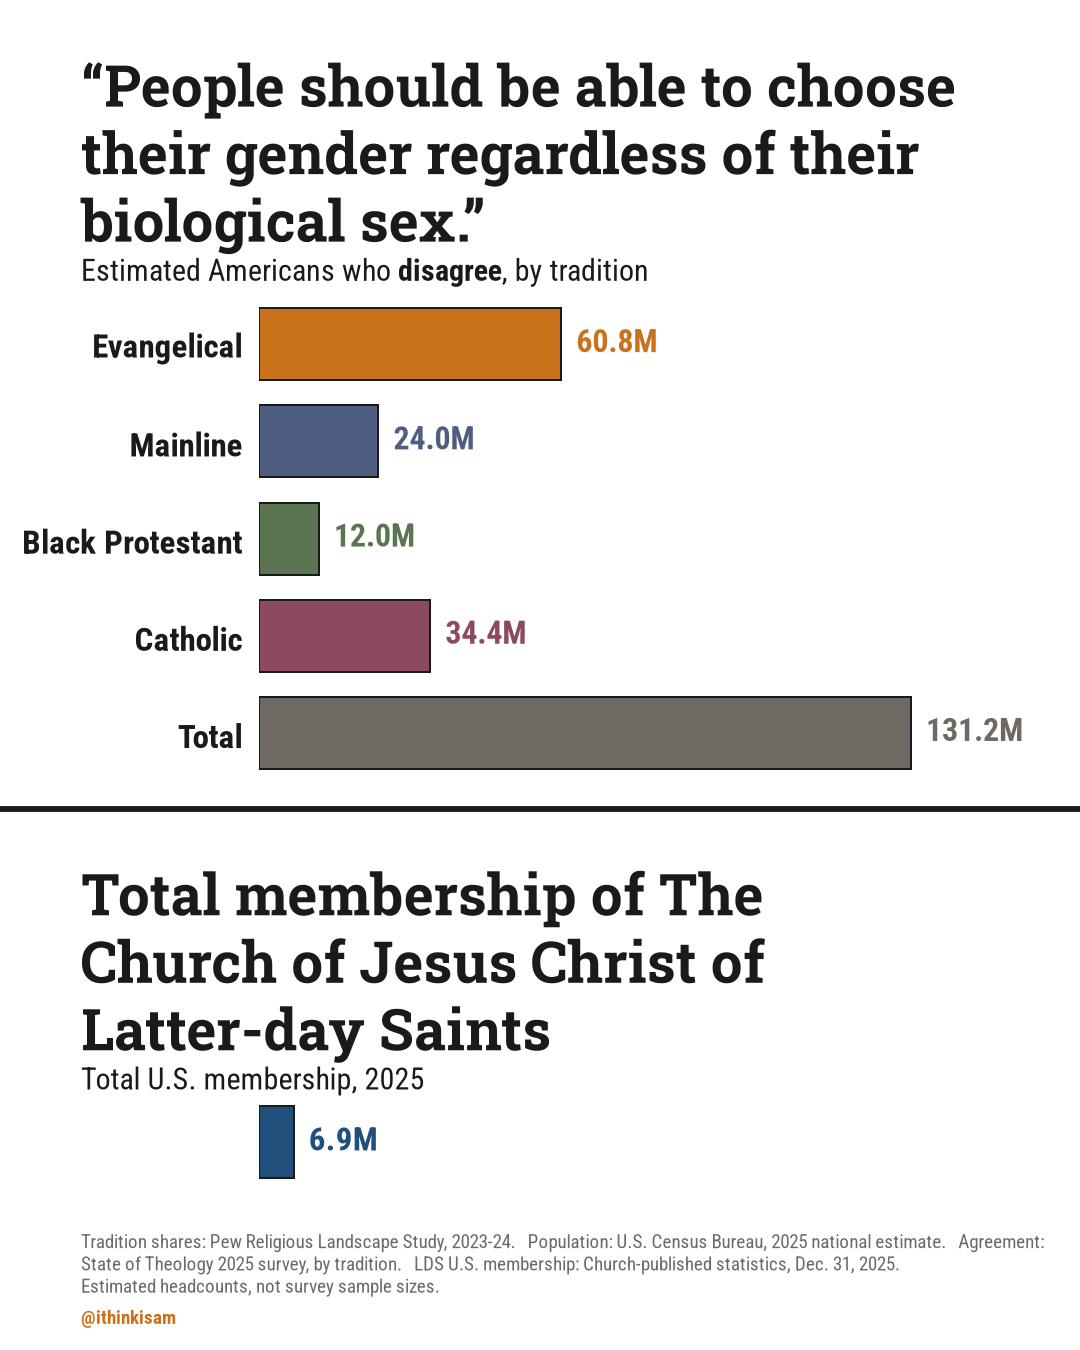 “People should be able to choose
their gender regardless of their
biological sex.”
Estimated Americans who disagree, by tradition
Evangelical 60.8M
Mainline 24.0M
Black Protestant 12.0M
Catholic 34.4M
Total 131.2M
Total membership of The
Church of Jesus Christ of
Latter-day Saints
Total U.S. membership, 2025
6.9M
Tradition shares: Pew Religious Landscape Study, 2023-24. Population: U.S. Census Bureau, 2025 national estimate. Agreement:
State of Theology 2025 survey, by tradition. LDS U.S. membership: Church-published statistics, Dec. 31, 2025.
Estimated headcounts, not survey sample sizes.
@ithinkisam